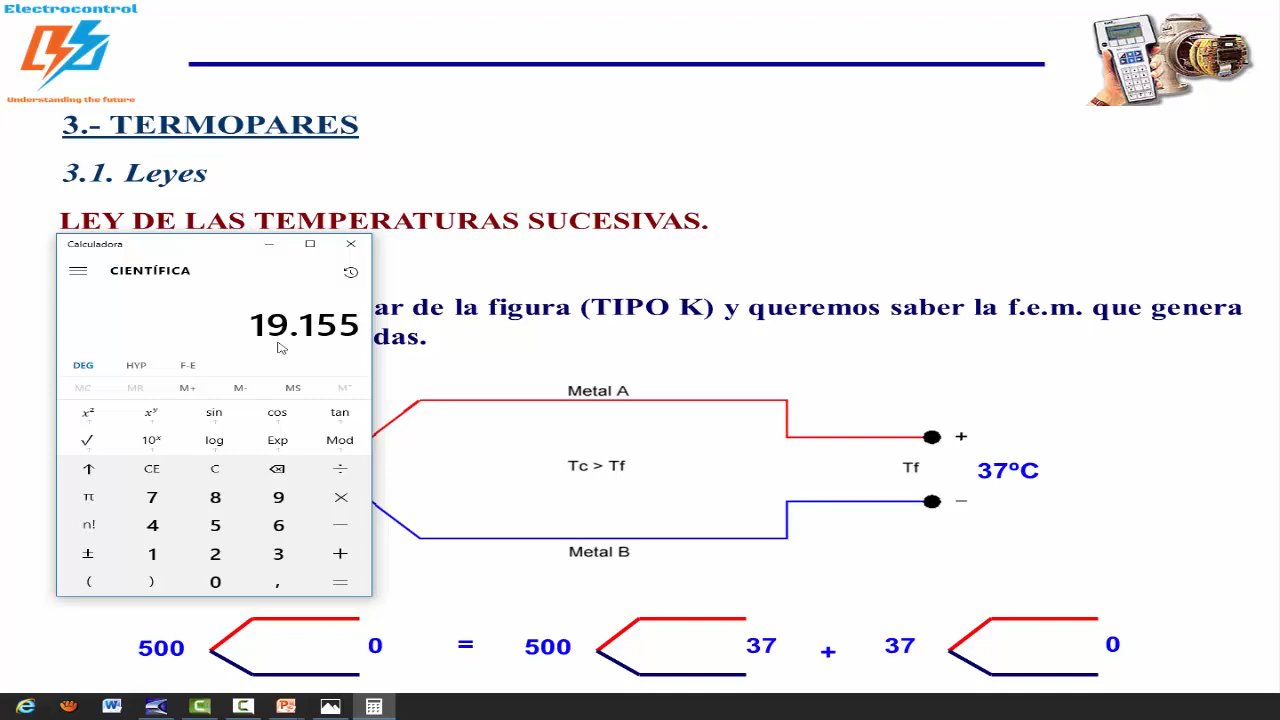 Electrocontrol
Understanding the future
3.- TERMOPARES
3.1. Leyes
LEY DE LAS TEMPERATURAS SUCESIVAS.
Calculadora
CIENTÍFICA
19.155
DEG HYP F-E
MC MR M+ M- MS M˅
x² xʸ sin cos tan
√ 10ˣ log Exp Mod
↑ CE C ⌫ ÷
π 7 8 9 ×
n! 4 5 6 −
± 1 2 3 +
( ) 0 , =
ar de la figura (TIPO K) y queremos saber la f.e.m. que genera
das.
Metal A
+
Tc > Tf
Tf
37ºC
−
Metal B
500 0 = 500 37 + 37 0